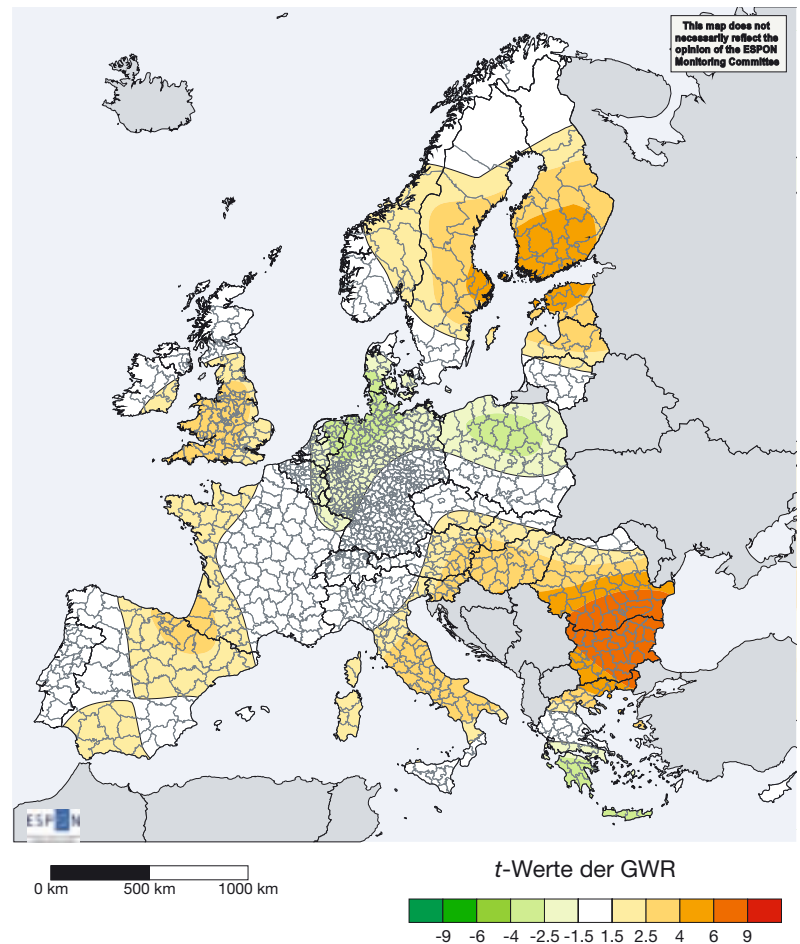 This map does not
necessarily reflect the
opinion of the ESPON
Monitoring Committee
ESPON
0 km 500 km 1000 km
t-Werte der GWR
-9 -6 -4 -2.5 -1.5 1.5 2.5 4 6 9